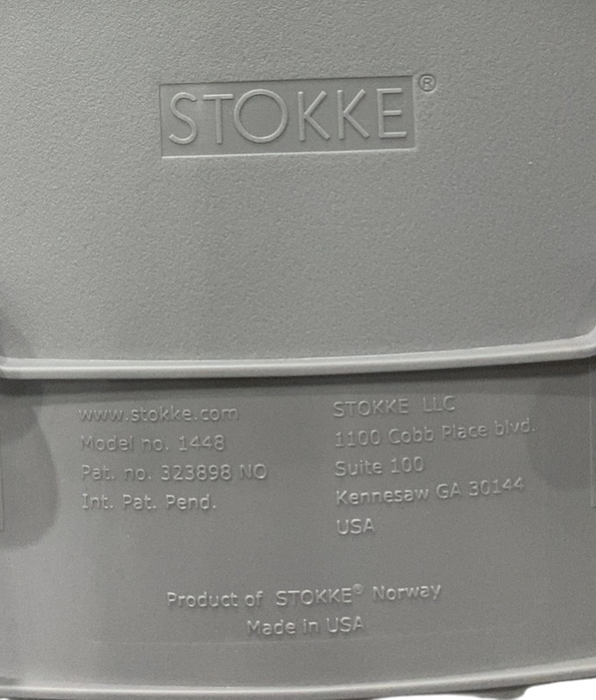 STOKKE®
www.stokke.com
Model no. 1448
Pat. no. 323898 NO
Int. Pat. Pend.
STOKKE LLC
1100 Cobb Place blvd.
Suite 100
Kennesaw GA 30144
USA
Product of STOKKE® Norway
Made in USA